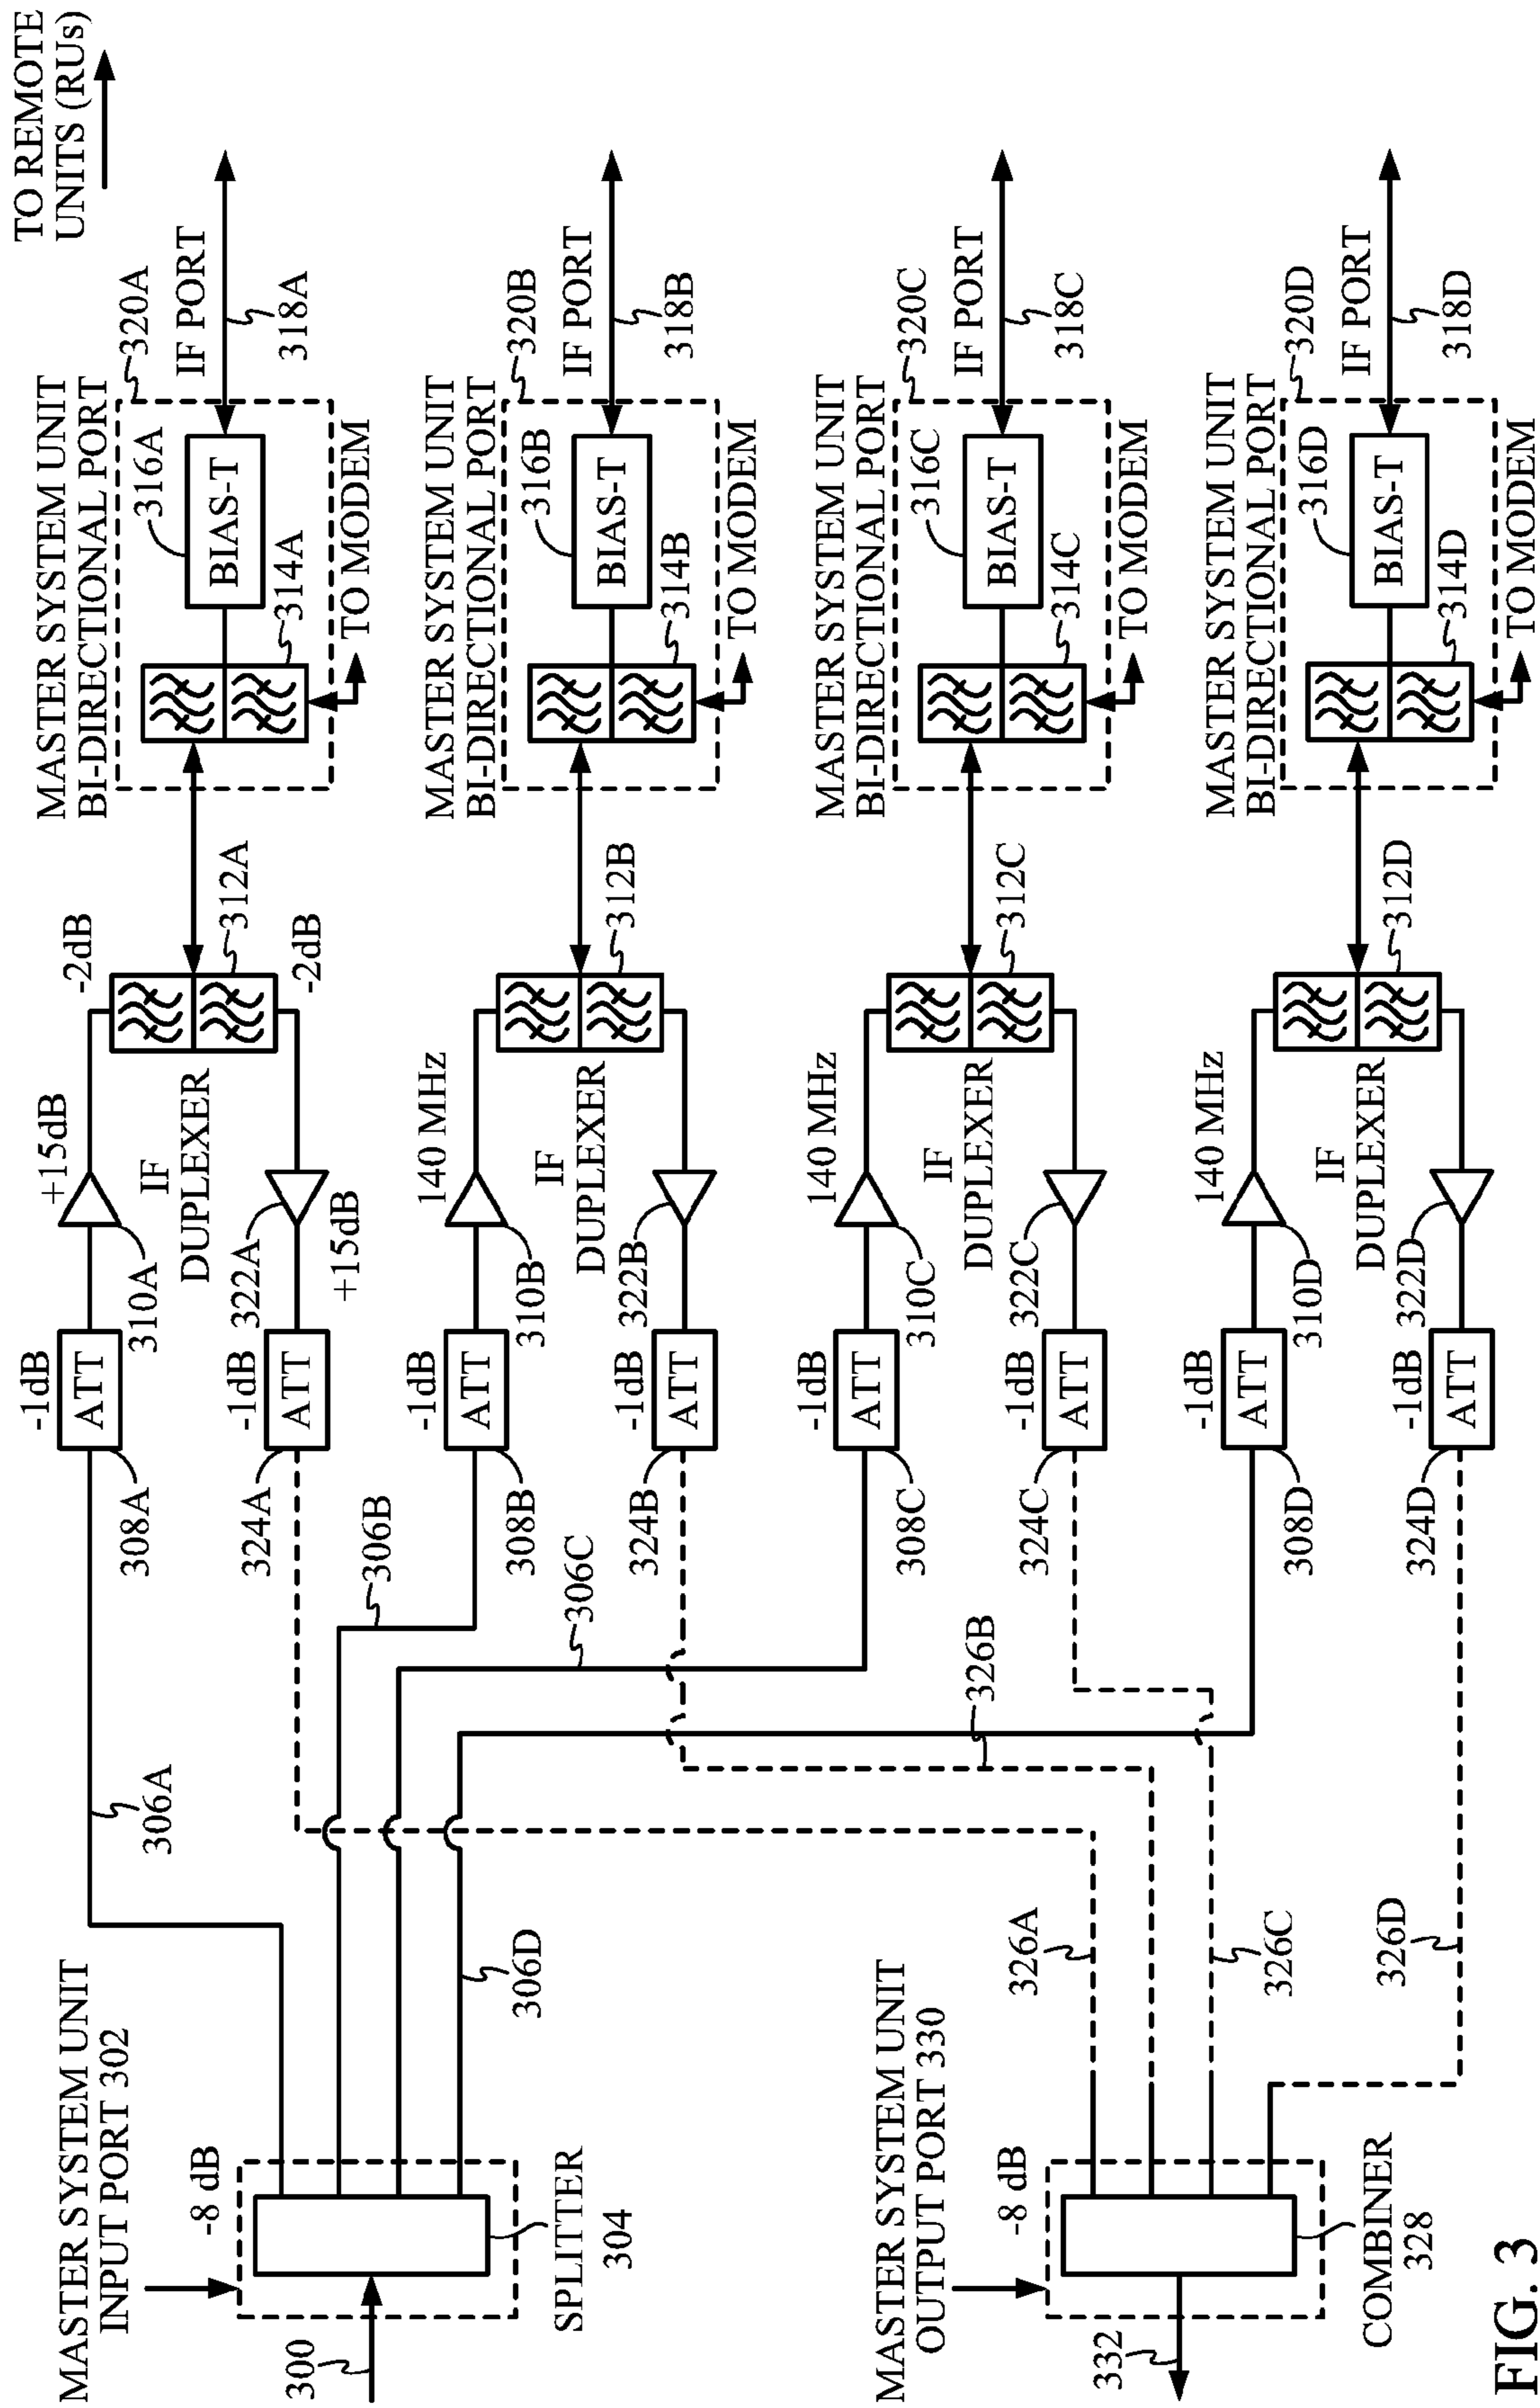 TO REMOTE
UNITS (RUs)
MASTER SYSTEM UNIT
INPUT PORT 302
-8 dB
300
SPLITTER
304
306A
306B
306C
306D
-1dB
ATT
308A
+15dB
310A
-2dB
IF
DUPLEXER
312A
-2dB
-1dB
ATT
324A
322A
+15dB
MASTER SYSTEM UNIT
BI-DIRECTIONAL PORT
320A
316A
BIAS-T
314A
TO MODEM
IF PORT
318A
-1dB
ATT
308B
140 MHz
310B
IF
DUPLEXER
312B
-1dB
ATT
324B
322B
MASTER SYSTEM UNIT
BI-DIRECTIONAL PORT
320B
316B
BIAS-T
314B
TO MODEM
IF PORT
318B
-1dB
ATT
308C
140 MHz
310C
IF
DUPLEXER
312C
-1dB
ATT
324C
322C
MASTER SYSTEM UNIT
BI-DIRECTIONAL PORT
320C
316C
BIAS-T
314C
TO MODEM
IF PORT
318C
-1dB
ATT
308D
140 MHz
310D
IF
DUPLEXER
312D
-1dB
ATT
324D
322D
MASTER SYSTEM UNIT
BI-DIRECTIONAL PORT
320D
316D
BIAS-T
314D
TO MODEM
IF PORT
318D
MASTER SYSTEM UNIT
OUTPUT PORT 330
-8 dB
332
COMBINER
328
326A
326B
326C
326D
FIG. 3